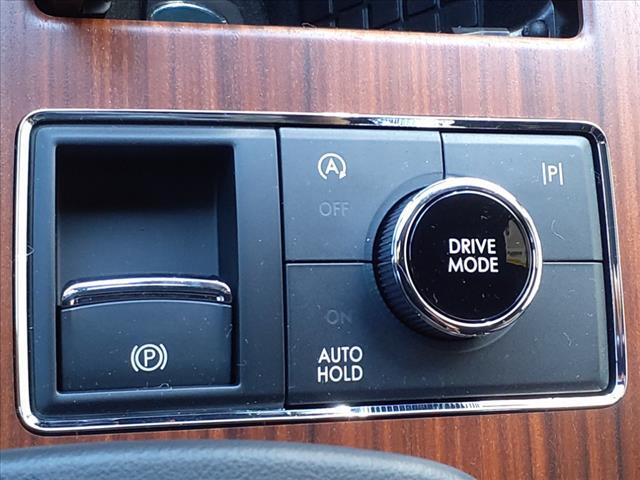 A
OFF
|P|
DRIVE
MODE
ON
AUTO
HOLD
(P)